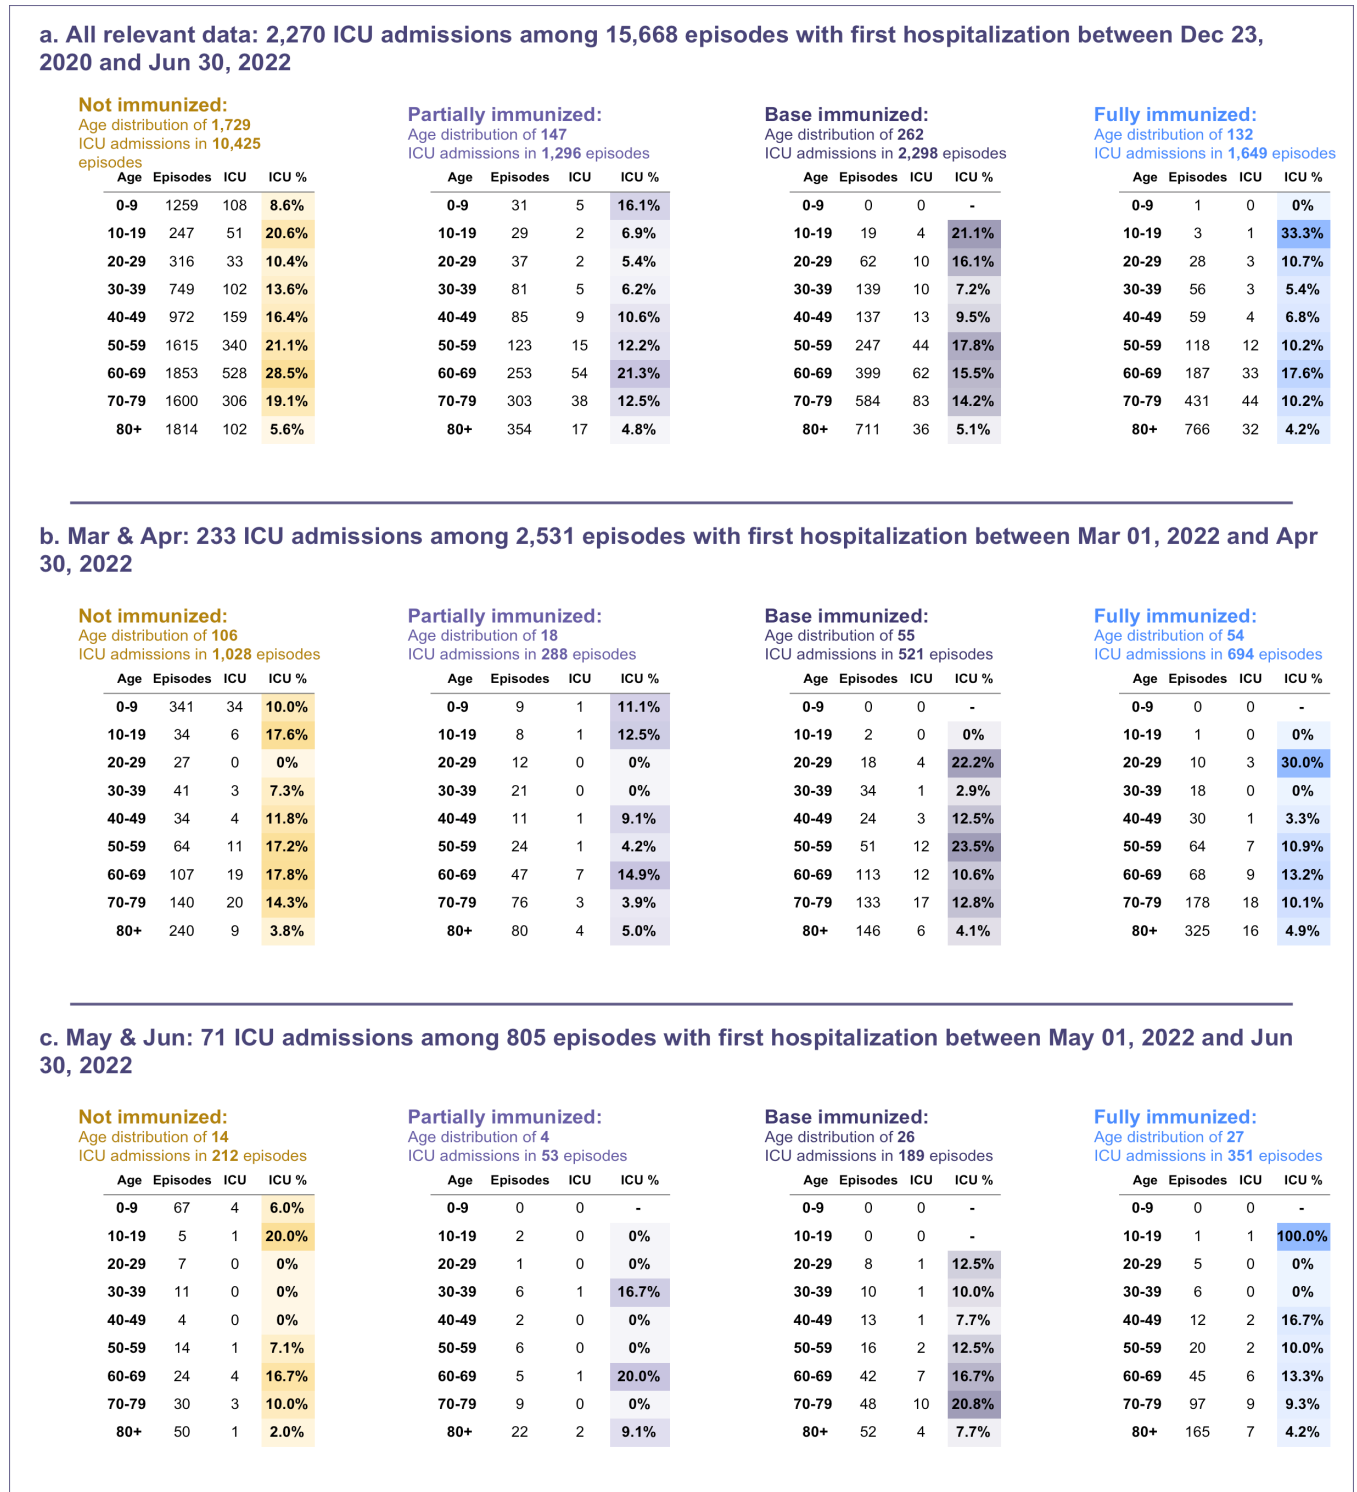 a. All relevant data: 2,270 ICU admissions among 15,668 episodes with first hospitalization between Dec 23,
2020 and Jun 30, 2022
Not immunized:
Age distribution of 1,729
ICU admissions in 10,425
episodes
Age Episodes ICU ICU %
0-9 1259 108 8.6%
10-19 247 51 20.6%
20-29 316 33 10.4%
30-39 749 102 13.6%
40-49 972 159 16.4%
50-59 1615 340 21.1%
60-69 1853 528 28.5%
70-79 1600 306 19.1%
80+ 1814 102 5.6%
Partially immunized:
Age distribution of 147
ICU admissions in 1,296 episodes
Age Episodes ICU ICU %
0-9 31 5 16.1%
10-19 29 2 6.9%
20-29 37 2 5.4%
30-39 81 5 6.2%
40-49 85 9 10.6%
50-59 123 15 12.2%
60-69 253 54 21.3%
70-79 303 38 12.5%
80+ 354 17 4.8%
Base immunized:
Age distribution of 262
ICU admissions in 2,298 episodes
Age Episodes ICU ICU %
0-9 0 0 -
10-19 19 4 21.1%
20-29 62 10 16.1%
30-39 139 10 7.2%
40-49 137 13 9.5%
50-59 247 44 17.8%
60-69 399 62 15.5%
70-79 584 83 14.2%
80+ 711 36 5.1%
Fully immunized:
Age distribution of 132
ICU admissions in 1,649 episodes
Age Episodes ICU ICU %
0-9 1 0 0%
10-19 3 1 33.3%
20-29 28 3 10.7%
30-39 56 3 5.4%
40-49 59 4 6.8%
50-59 118 12 10.2%
60-69 187 33 17.6%
70-79 431 44 10.2%
80+ 766 32 4.2%
b. Mar & Apr: 233 ICU admissions among 2,531 episodes with first hospitalization between Mar 01, 2022 and Apr
30, 2022
Not immunized:
Age distribution of 106
ICU admissions in 1,028 episodes
Age Episodes ICU ICU %
0-9 341 34 10.0%
10-19 34 6 17.6%
20-29 27 0 0%
30-39 41 3 7.3%
40-49 34 4 11.8%
50-59 64 11 17.2%
60-69 107 19 17.8%
70-79 140 20 14.3%
80+ 240 9 3.8%
Partially immunized:
Age distribution of 18
ICU admissions in 288 episodes
Age Episodes ICU ICU %
0-9 9 1 11.1%
10-19 8 1 12.5%
20-29 12 0 0%
30-39 21 0 0%
40-49 11 1 9.1%
50-59 24 1 4.2%
60-69 47 7 14.9%
70-79 76 3 3.9%
80+ 80 4 5.0%
Base immunized:
Age distribution of 55
ICU admissions in 521 episodes
Age Episodes ICU ICU %
0-9 0 0 -
10-19 2 0 0%
20-29 18 4 22.2%
30-39 34 1 2.9%
40-49 24 3 12.5%
50-59 51 12 23.5%
60-69 113 12 10.6%
70-79 133 17 12.8%
80+ 146 6 4.1%
Fully immunized:
Age distribution of 54
ICU admissions in 694 episodes
Age Episodes ICU ICU %
0-9 0 0 -
10-19 1 0 0%
20-29 10 3 30.0%
30-39 18 0 0%
40-49 30 1 3.3%
50-59 64 7 10.9%
60-69 68 9 13.2%
70-79 178 18 10.1%
80+ 325 16 4.9%
c. May & Jun: 71 ICU admissions among 805 episodes with first hospitalization between May 01, 2022 and Jun
30, 2022
Not immunized:
Age distribution of 14
ICU admissions in 212 episodes
Age Episodes ICU ICU %
0-9 67 4 6.0%
10-19 5 1 20.0%
20-29 7 0 0%
30-39 11 0 0%
40-49 4 0 0%
50-59 14 1 7.1%
60-69 24 4 16.7%
70-79 30 3 10.0%
80+ 50 1 2.0%
Partially immunized:
Age distribution of 4
ICU admissions in 53 episodes
Age Episodes ICU ICU %
0-9 0 0 -
10-19 2 0 0%
20-29 1 0 0%
30-39 6 1 16.7%
40-49 2 0 0%
50-59 6 0 0%
60-69 5 1 20.0%
70-79 9 0 0%
80+ 22 2 9.1%
Base immunized:
Age distribution of 26
ICU admissions in 189 episodes
Age Episodes ICU ICU %
0-9 0 0 -
10-19 0 0 -
20-29 8 1 12.5%
30-39 10 1 10.0%
40-49 13 1 7.7%
50-59 16 2 12.5%
60-69 42 7 16.7%
70-79 48 10 20.8%
80+ 52 4 7.7%
Fully immunized:
Age distribution of 27
ICU admissions in 351 episodes
Age Episodes ICU ICU %
0-9 0 0 -
10-19 1 1 100.0%
20-29 5 0 0%
30-39 6 0 0%
40-49 12 2 16.7%
50-59 20 2 10.0%
60-69 45 6 13.3%
70-79 97 9 9.3%
80+ 165 7 4.2%